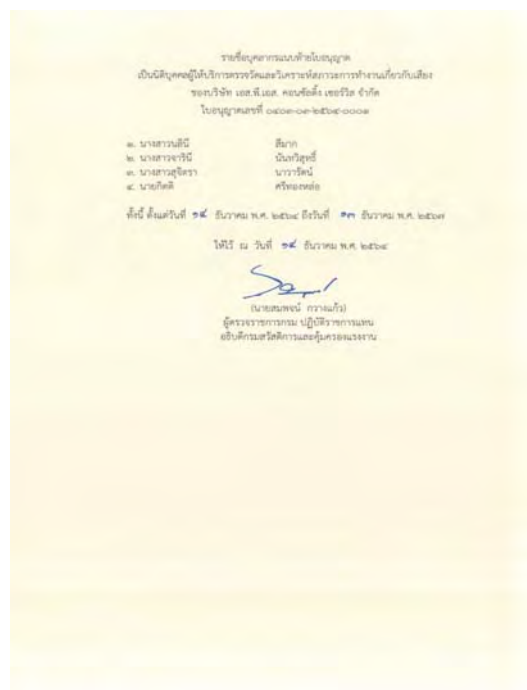 รายชื่อบุคลากรแนบท้ายใบอนุญาต
เป็นนิติบุคคลผู้ให้บริการตรวจวัดและวิเคราะห์สภาวะการทำงานเกี่ยวกับเสียง
ของบริษัท เอส.พี.เอส. คอนซัลติ้ง เซอร์วิส จำกัด
ใบอนุญาตเลขที่ ๐๔๐๓-๐๓-๒๕๖๔-๐๐๐๑
๑. นางสาวนลินี สีมาก
๒. นางสาวจารินี นันทวิสุทธิ์
๓. นางสาวสุจิตรา นาวารัตน์
๔. นายกิตติ ศรีทองหล่อ
ทั้งนี้ ตั้งแต่วันที่ ๑๔ ธันวาคม พ.ศ. ๒๕๖๔ ถึงวันที่ ๑๓ ธันวาคม พ.ศ. ๒๕๖๗
ให้ไว้ ณ วันที่ ๑๔ ธันวาคม พ.ศ. ๒๕๖๔
(นายสมพจน์ กวางแก้ว)
ผู้ตรวจราชการกรม ปฏิบัติราชการแทน
อธิบดีกรมสวัสดิการและคุ้มครองแรงงาน